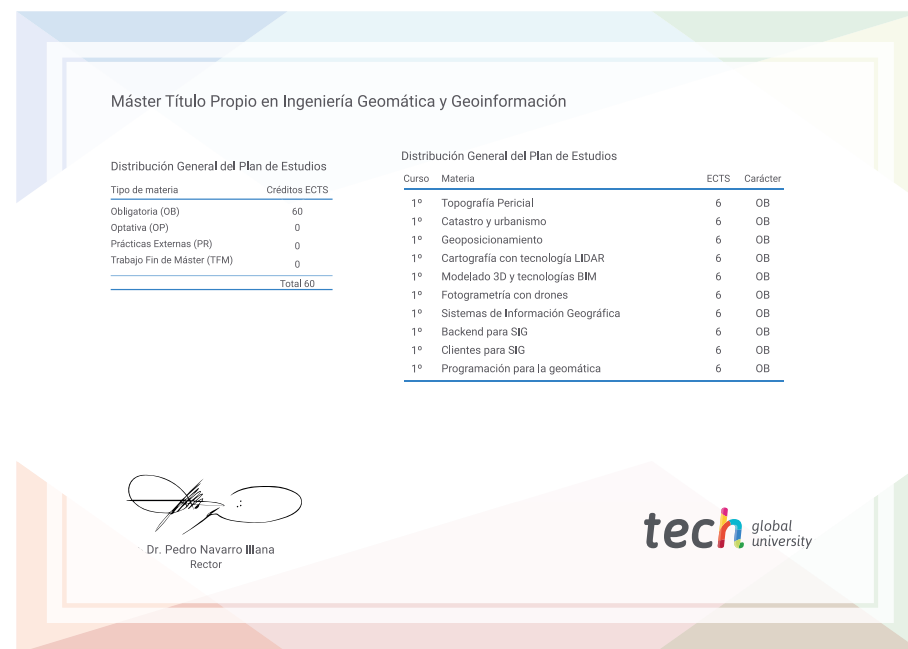 Máster Título Propio en Ingeniería Geomática y Geoinformación
Distribución General del Plan de Estudios
Tipo de materia Créditos ECTS
Obligatoria (OB) 60
Optativa (OP) 0
Prácticas Externas (PR) 0
Trabajo Fin de Máster (TFM) 0
Total 60
Distribución General del Plan de Estudios
Curso Materia ECTS Carácter
1º Topografía Pericial 6 OB
1º Catastro y urbanismo 6 OB
1º Geoposicionamiento 6 OB
1º Cartografía con tecnología LIDAR 6 OB
1º Modelado 3D y tecnologías BIM 6 OB
1º Fotogrametría con drones 6 OB
1º Sistemas de Información Geográfica 6 OB
1º Backend para SIG 6 OB
1º Clientes para SIG 6 OB
1º Programación para la geomática 6 OB
Dr. Pedro Navarro Illana
Rector
tech global
university